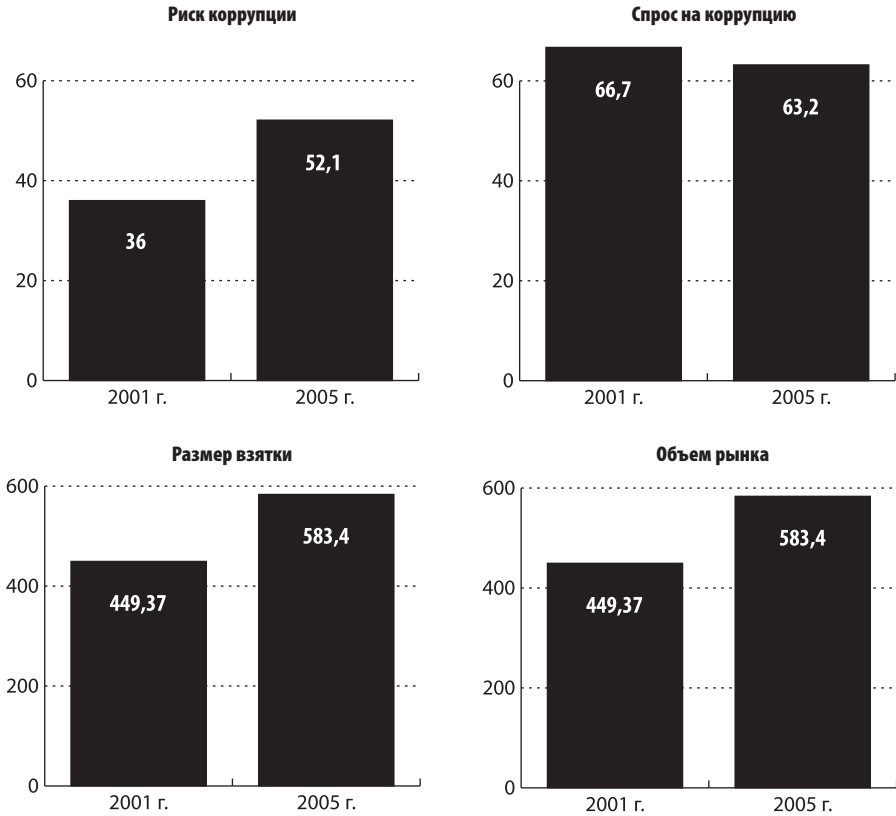 Риск коррупции
60
40
20
0
36
52,1
2001 г.
2005 г.
Спрос на коррупцию
60
40
20
0
66,7
63,2
2001 г.
2005 г.
Размер взятки
600
400
200
0
449,37
583,4
2001 г.
2005 г.
Объем рынка
600
400
200
0
449,37
583,4
2001 г.
2005 г.